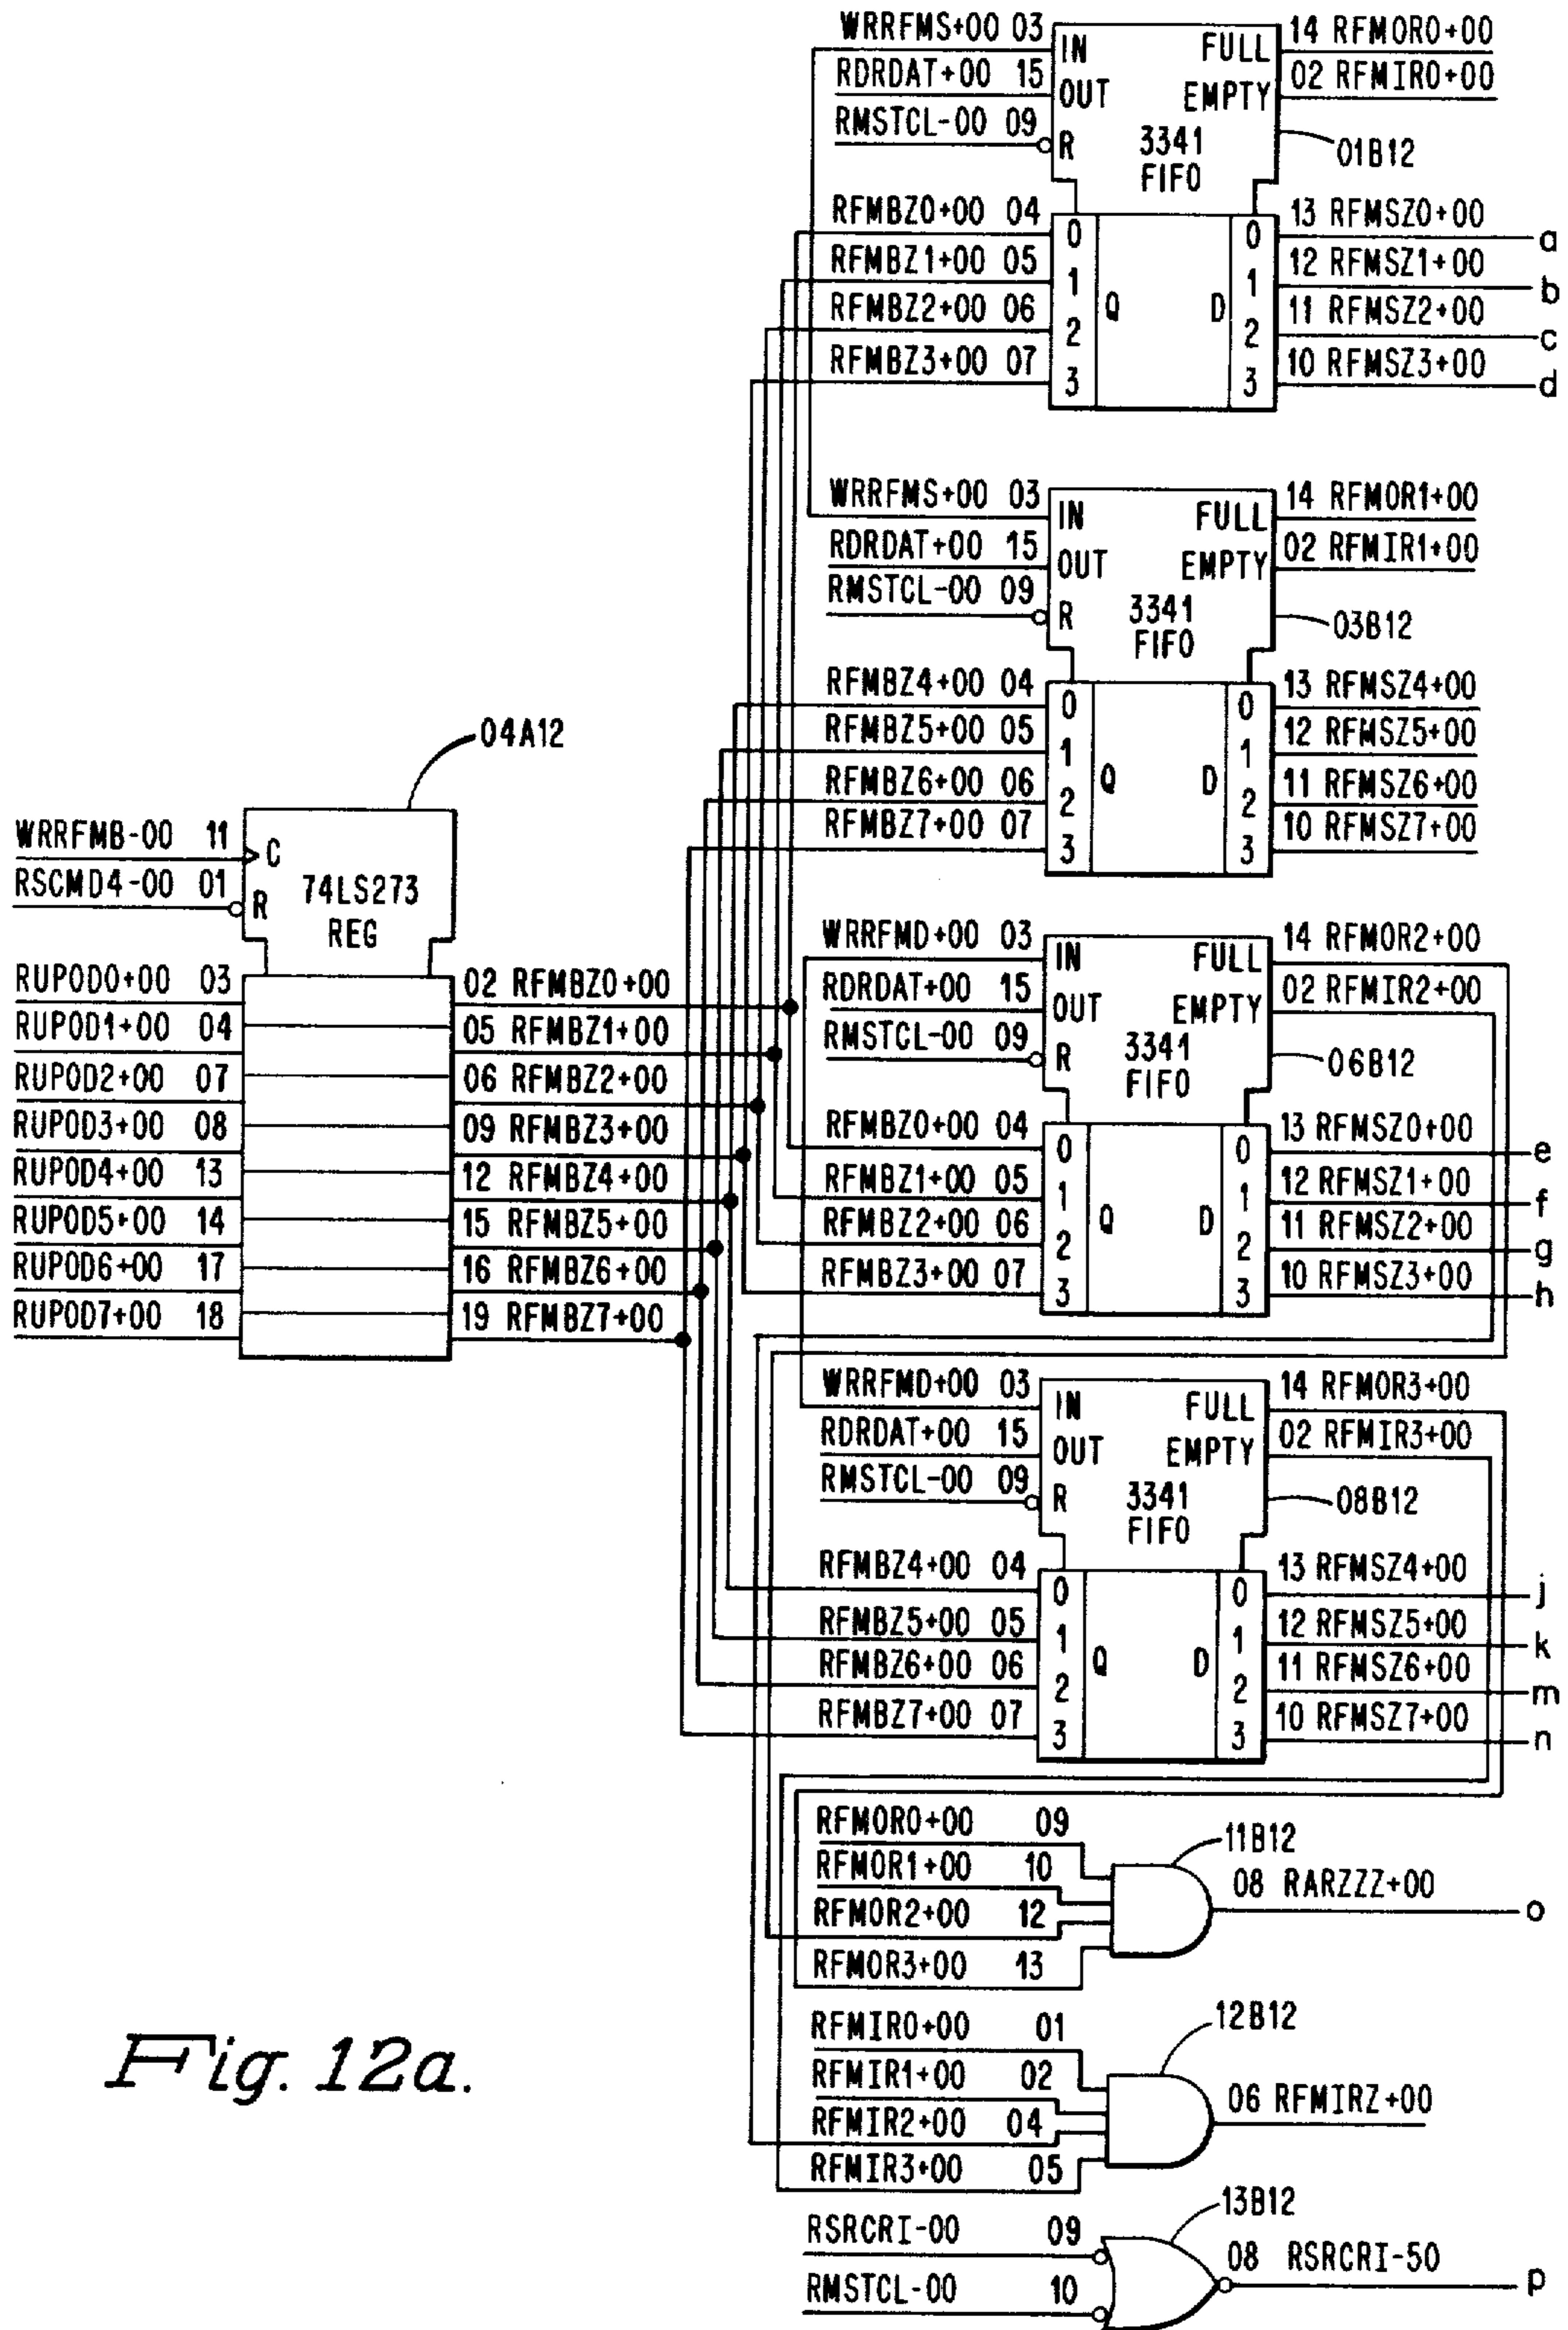 WRRFMS+00 03 IN FULL 14 RFMOR0+00
RDRDAT+00 15 OUT EMPTY 02 RFMIR0+00
RMSTCL-00 09 R 3341 FIFO 01B12
RFMBZ0+00 04 0 0 13 RFMSZ0+00 a
RFMBZ1+00 05 1 1 12 RFMSZ1+00 b
RFMBZ2+00 06 2 Q D 2 11 RFMSZ2+00 c
RFMBZ3+00 07 3 3 10 RFMSZ3+00 d
WRRFMS+00 03 IN FULL 14 RFMOR1+00
RDRDAT+00 15 OUT EMPTY 02 RFMIR1+00
RMSTCL-00 09 R 3341 FIFO 03B12
RFMBZ4+00 04 0 0 13 RFMSZ4+00
RFMBZ5+00 05 1 1 12 RFMSZ5+00
RFMBZ6+00 06 2 Q D 2 11 RFMSZ6+00
RFMBZ7+00 07 3 3 10 RFMSZ7+00
04A12
WRRFMB-00 11 C
RSCMD4-00 01 R
74LS273
REG
RUPOD0+00 03 02 RFMBZ0+00
RUPOD1+00 04 05 RFMBZ1+00
RUPOD2+00 07 06 RFMBZ2+00
RUPOD3+00 08 09 RFMBZ3+00
RUPOD4+00 13 12 RFMBZ4+00
RUPOD5+00 14 15 RFMBZ5+00
RUPOD6+00 17 16 RFMBZ6+00
RUPOD7+00 18 19 RFMBZ7+00
WRRFMD+00 03 IN FULL 14 RFMOR2+00
RDRDAT+00 15 OUT EMPTY 02 RFMIR2+00
RMSTCL-00 09 R 3341 FIFO 06B12
RFMBZ0+00 04 0 0 13 RFMSZ0+00 e
RFMBZ1+00 05 1 1 12 RFMSZ1+00 f
RFMBZ2+00 06 2 Q D 2 11 RFMSZ2+00 g
RFMBZ3+00 07 3 3 10 RFMSZ3+00 h
WRRFMD+00 03 IN FULL 14 RFMOR3+00
RDRDAT+00 15 OUT EMPTY 02 RFMIR3+00
RMSTCL-00 09 R 3341 FIFO 08B12
RFMBZ4+00 04 0 0 13 RFMSZ4+00 j
RFMBZ5+00 05 1 1 12 RFMSZ5+00 k
RFMBZ6+00 06 2 Q D 2 11 RFMSZ6+00 m
RFMBZ7+00 07 3 3 10 RFMSZ7+00 n
RFMOR0+00 09 11B12
RFMOR1+00 10 08 RARZZZ+00 o
RFMOR2+00 12
RFMOR3+00 13
RFMIR0+00 01 12B12
RFMIR1+00 02 06 RFMIRZ+00
RFMIR2+00 04
RFMIR3+00 05
RSRCRI-00 09 13B12
08 RSRCRI-50 p
RMSTCL-00 10
Fig. 12a.